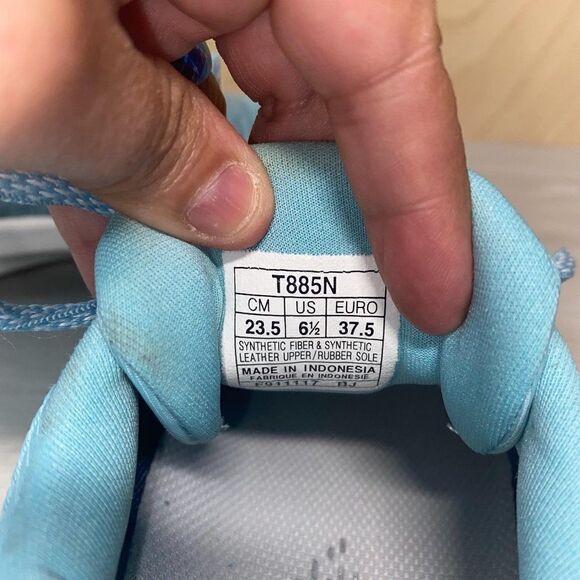 T885N
CM US EURO
23.5 6½ 37.5
SYNTHETIC FIBER & SYNTHETIC
LEATHER UPPER/RUBBER SOLE
MADE IN INDONESIA
FABRIQUE EN INDONESIE
BJ